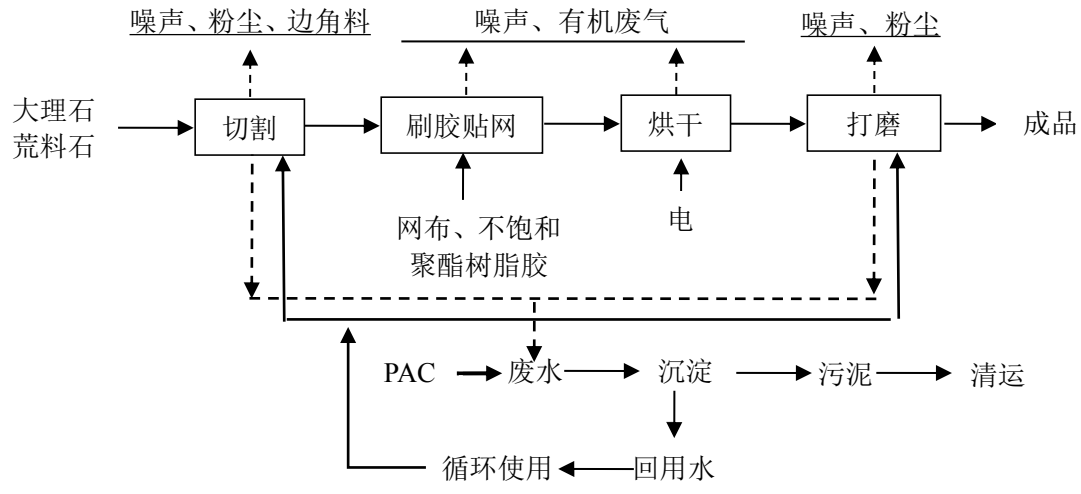 噪声、粉尘、边角料
噪声、有机废气
噪声、粉尘
大理石
荒料石
切割
刷胶贴网
烘干
打磨
成品
网布、不饱和
聚酯树脂胶
电
PAC
废水
沉淀
污泥
清运
循环使用
回用水